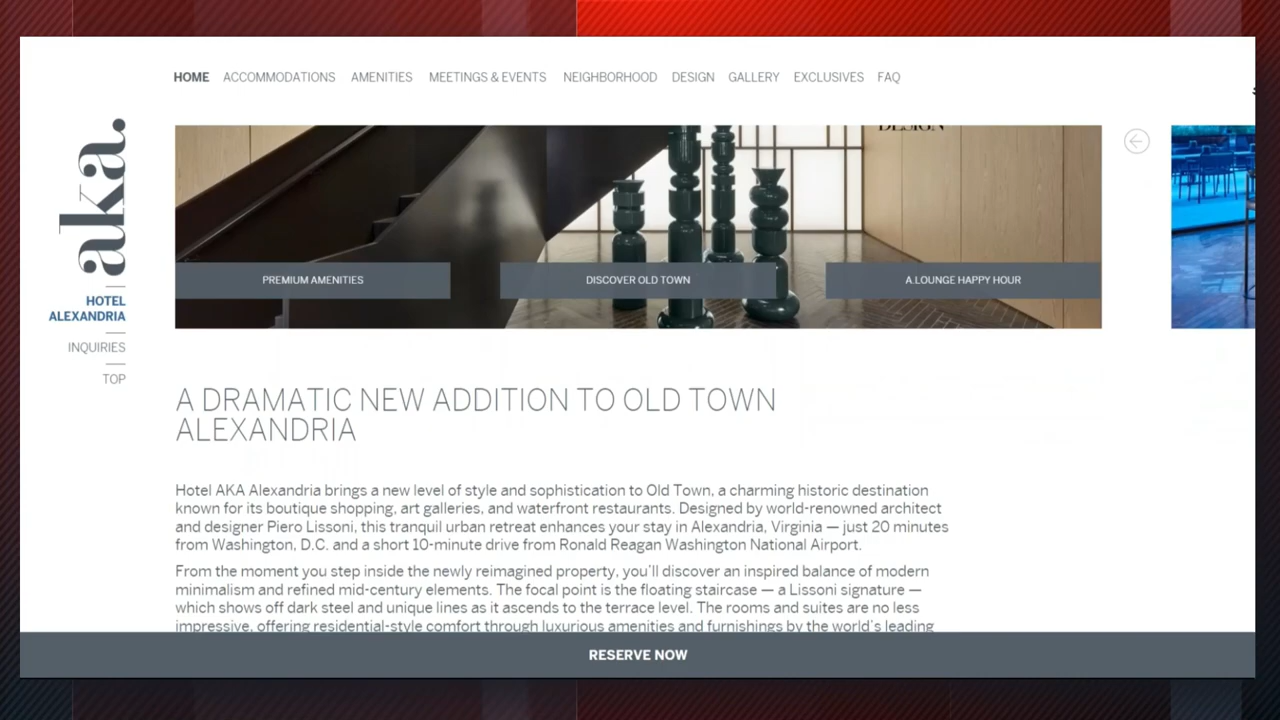 HOME ACCOMMODATIONS AMENITIES MEETINGS & EVENTS NEIGHBORHOOD DESIGN GALLERY EXCLUSIVES FAQ
aka.
HOTEL
ALEXANDRIA
INQUIRIES
TOP
DESIGN
PREMIUM AMENITIES
DISCOVER OLD TOWN
A.LOUNGE HAPPY HOUR
A DRAMATIC NEW ADDITION TO OLD TOWN
ALEXANDRIA
Hotel AKA Alexandria brings a new level of style and sophistication to Old Town, a charming historic destination
known for its boutique shopping, art galleries, and waterfront restaurants. Designed by world-renowned architect
and designer Piero Lissoni, this tranquil urban retreat enhances your stay in Alexandria, Virginia — just 20 minutes
from Washington, D.C. and a short 10-minute drive from Ronald Reagan Washington National Airport.
From the moment you step inside the newly reimagined property, you'll discover an inspired balance of modern
minimalism and refined mid-century elements. The focal point is the floating staircase — a Lissoni signature —
which shows off dark steel and unique lines as it ascends to the terrace level. The rooms and suites are no less
impressive, offering residential-style comfort through luxurious amenities and furnishings by the world's leading
RESERVE NOW